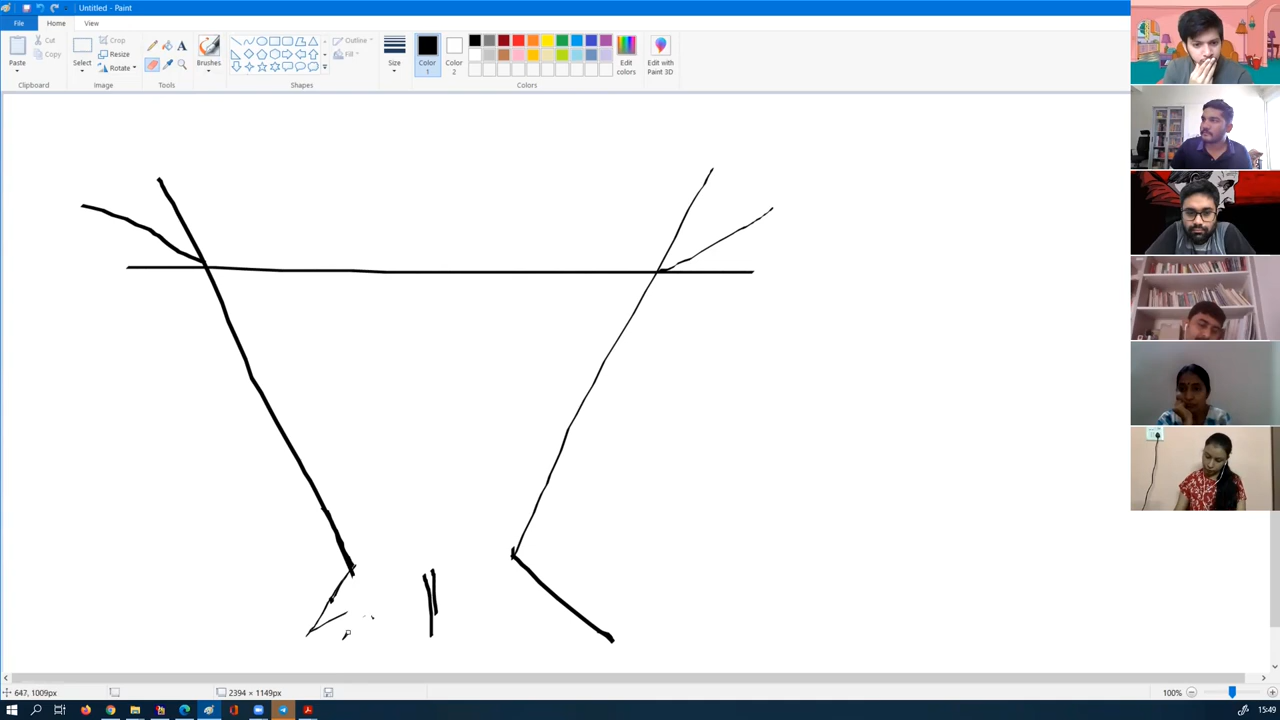 Untitled - Paint
File Home View
Paste
Cut
Copy
Clipboard
Select
Crop
Resize
Rotate
Image
A
Tools
Brushes
Outline
Fill
Shapes
Size
Color 1
Color 2
Edit colors
Colors
Edit with Paint 3D
647, 1009px
2394 × 1149px
100%
15:49